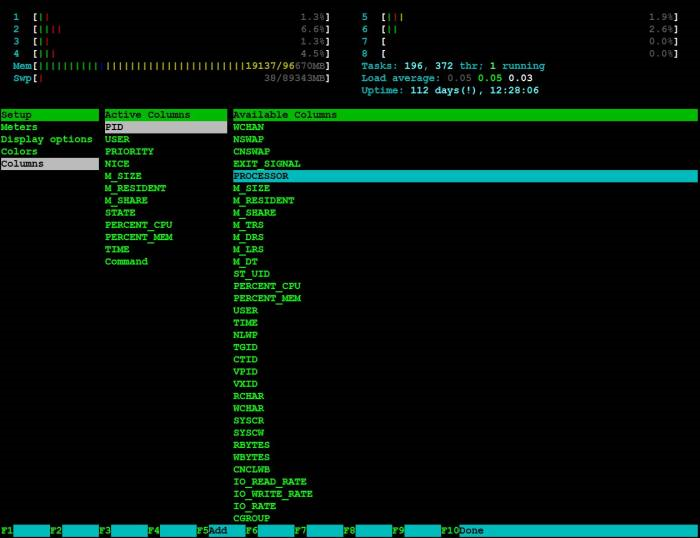 1 [|| 1.3%] 5 [||| 1.9%]
2 [|||| 6.6%] 6 [|| 2.6%]
3 [|| 1.3%] 7 [ 0.0%]
4 [||| 4.5%] 8 [ 0.0%]
Mem[||||||||||||||||||||||||||||||||||||19137/96670MB] Tasks: 196, 372 thr; 1 running
Swp[| 38/89343MB] Load average: 0.05 0.05 0.03
Uptime: 112 days(!), 12:28:06
Setup Active Columns Available Columns
Meters PID WCHAN
Display options USER NSWAP
Colors PRIORITY CNSWAP
Columns NICE EXIT_SIGNAL
M_SIZE PROCESSOR
M_RESIDENT M_SIZE
M_SHARE M_RESIDENT
STATE M_SHARE
PERCENT_CPU M_TRS
PERCENT_MEM M_DRS
TIME M_LRS
Command M_DT
ST_UID
PERCENT_CPU
PERCENT_MEM
USER
TIME
NLWP
TGID
CTID
VPID
VXID
RCHAR
WCHAR
SYSCR
SYSCW
RBYTES
WBYTES
CNCLWB
IO_READ_RATE
IO_WRITE_RATE
IO_RATE
CGROUP
F1 F2 F3 F4 F5Add F6 F7 F8 F9 F10Done